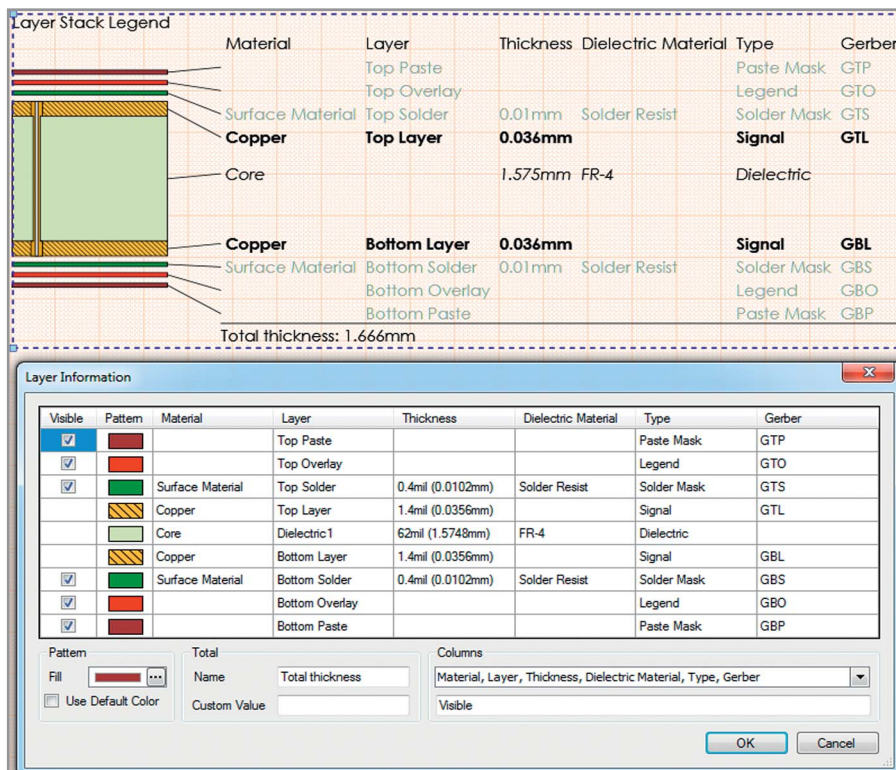 Layer Stack Legend
Material Layer Thickness Dielectric Material Type Gerber
Top Paste Paste Mask GTP
Top Overlay Legend GTO
Surface Material Top Solder 0.01mm Solder Resist Solder Mask GTS
Copper Top Layer 0.036mm Signal GTL
Core 1.575mm FR-4 Dielectric
Copper Bottom Layer 0.036mm Signal GBL
Surface Material Bottom Solder 0.01mm Solder Resist Solder Mask GBS
Bottom Overlay Legend GBO
Bottom Paste Paste Mask GBP
Total thickness: 1.666mm
Layer Information
Visible Pattern Material Layer Thickness Dielectric Material Type Gerber
Top Paste Paste Mask GTP
Top Overlay Legend GTO
Surface Material Top Solder 0.4mil (0.0102mm) Solder Resist Solder Mask GTS
Copper Top Layer 1.4mil (0.0356mm) Signal GTL
Core Dielectric1 62mil (1.5748mm) FR-4 Dielectric
Copper Bottom Layer 1.4mil (0.0356mm) Signal GBL
Surface Material Bottom Solder 0.4mil (0.0102mm) Solder Resist Solder Mask GBS
Bottom Overlay Legend GBO
Bottom Paste Paste Mask GBP
Pattern Total Columns
Fill ... Name Total thickness Material, Layer, Thickness, Dielectric Material, Type, Gerber
Use Default Color Custom Value Visible
OK Cancel